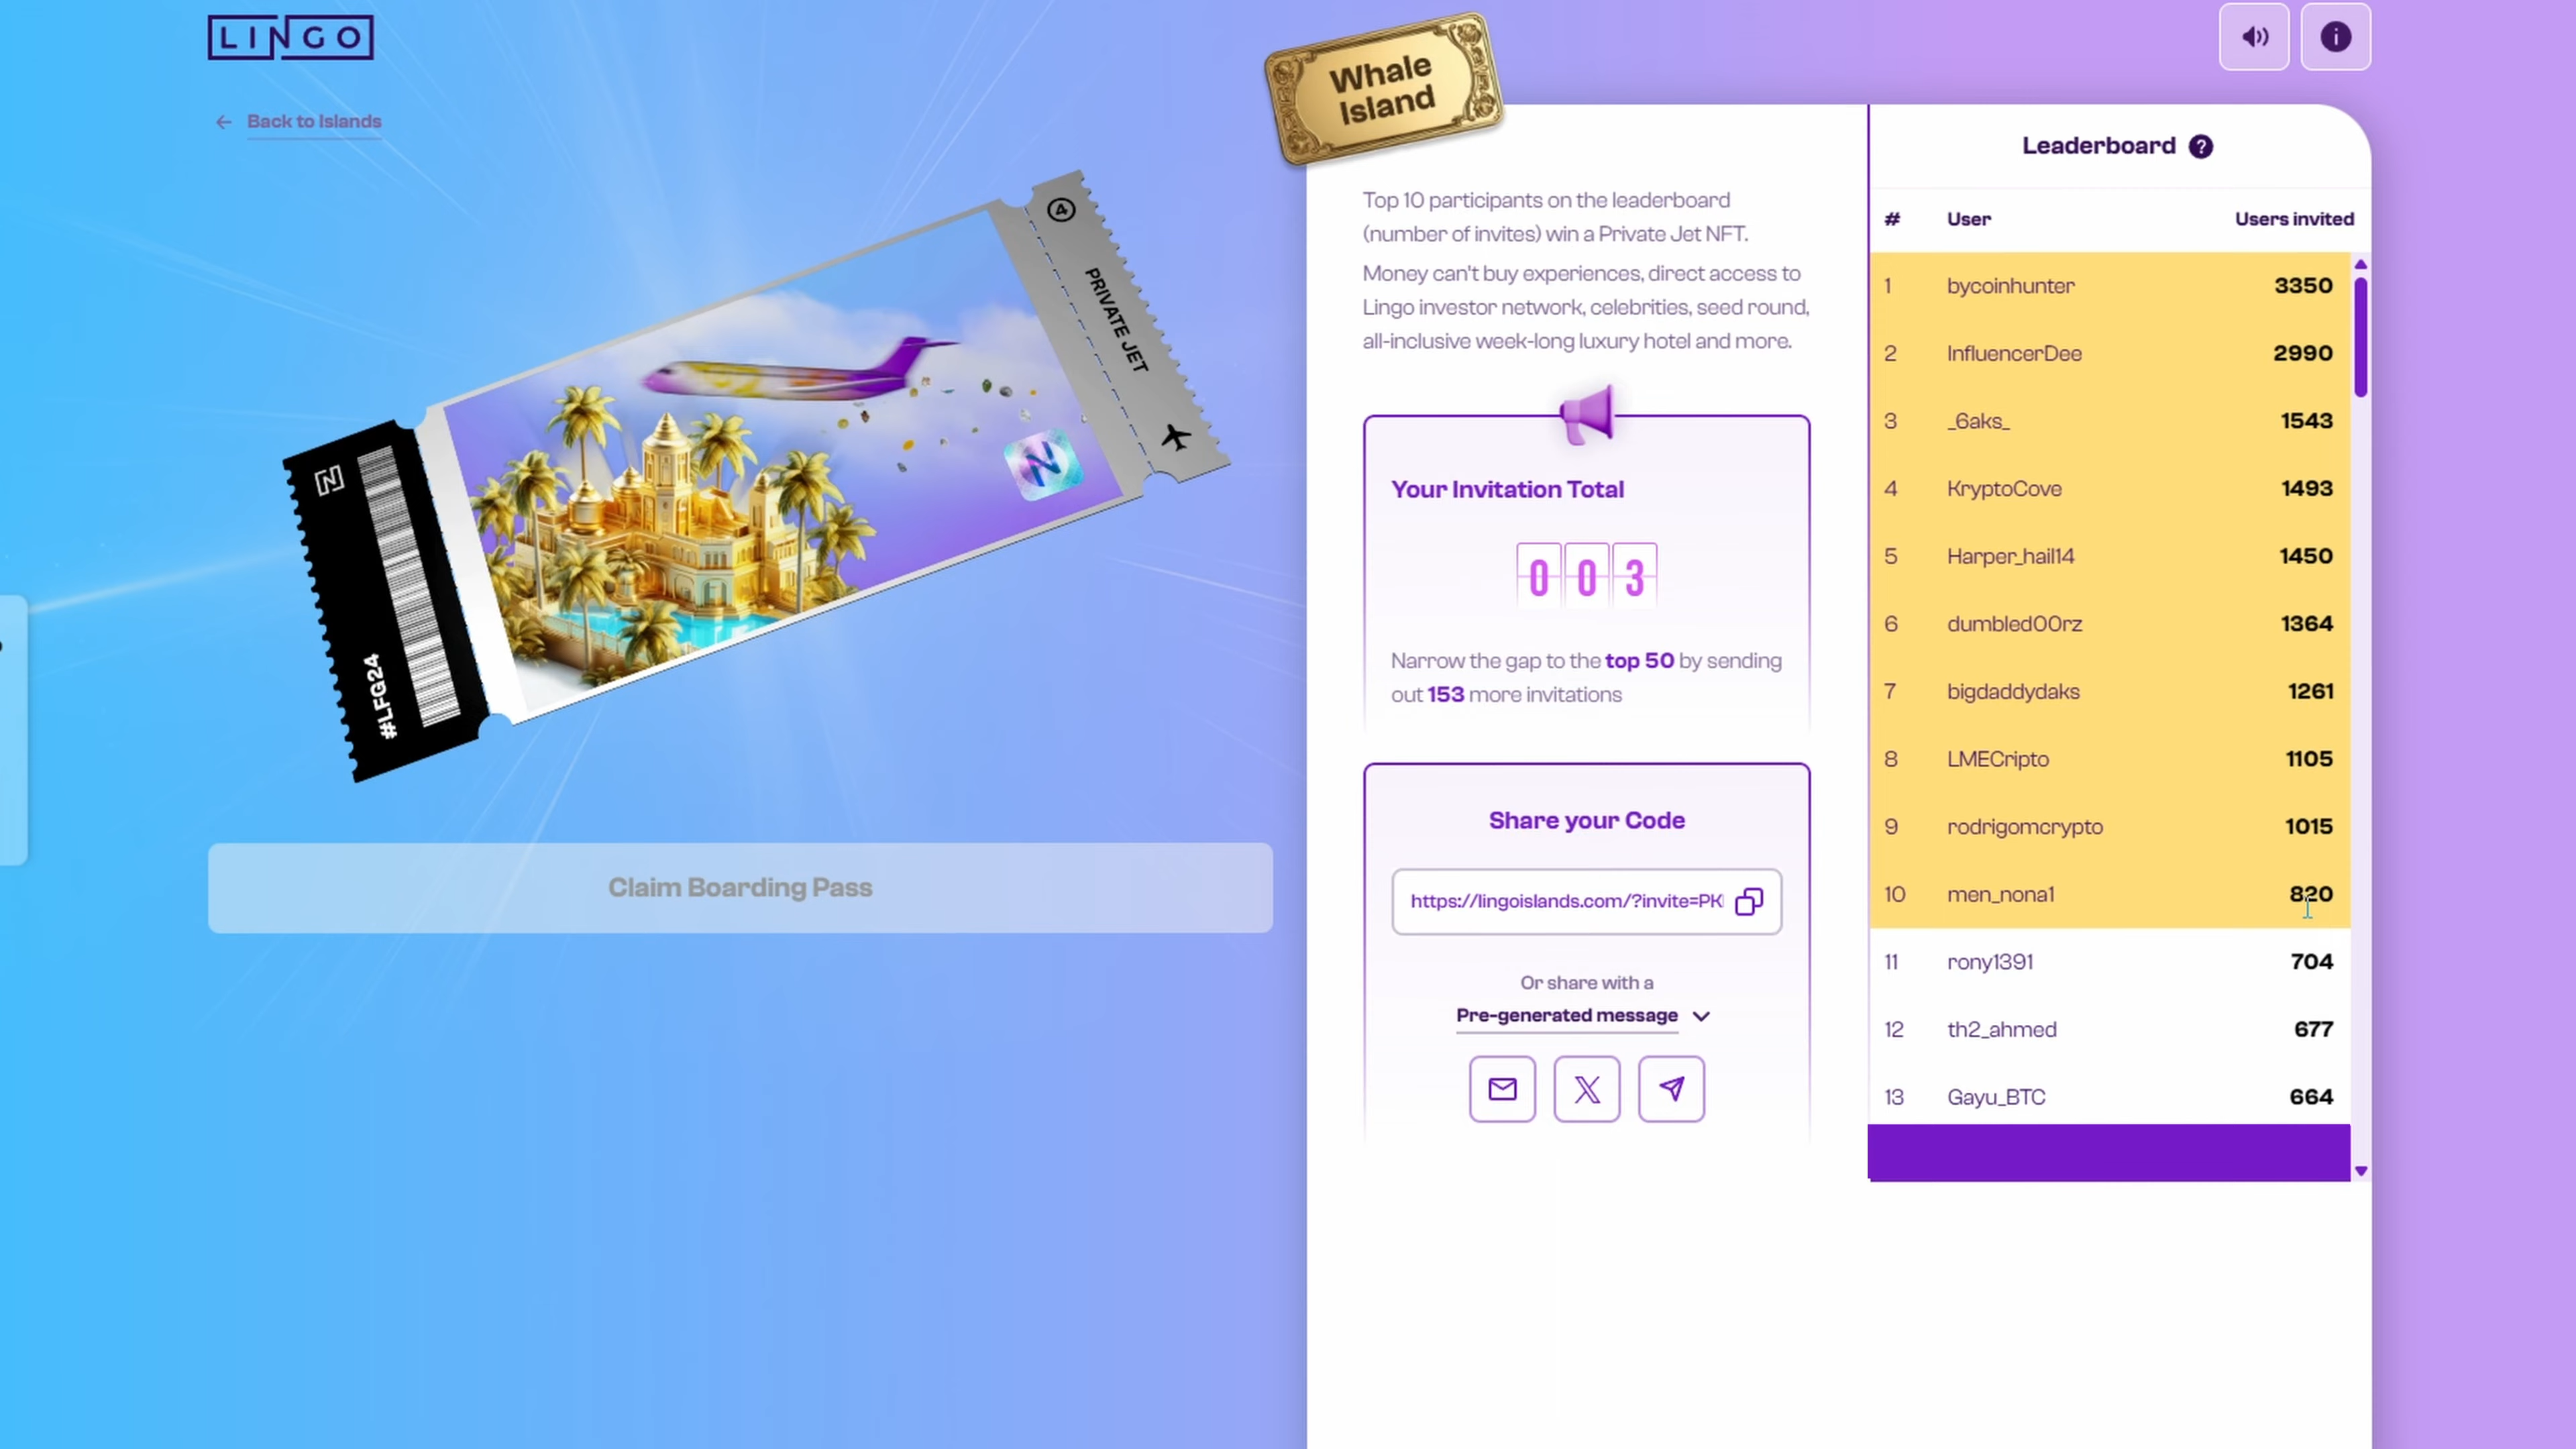 LINGO
Back to Islands
#LFG24
N
4
PRIVATE JET
Claim Boarding Pass
Whale
Island
Top 10 participants on the leaderboard
(number of invites) win a Private Jet NFT.
Money can't buy experiences, direct access to
Lingo investor network, celebrities, seed round,
all-inclusive week-long luxury hotel and more.
Your Invitation Total
003
Narrow the gap to the top 50 by sending
out 153 more invitations
Share your Code
https://lingoislands.com/?invite=PK
Or share with a
Pre-generated message
Leaderboard ?
# User Users invited
1 bycoinhunter 3350
2 InfluencerDee 2990
3 _6aks_ 1543
4 KryptoCove 1493
5 Harper_hail14 1450
6 dumbled00rz 1364
7 bigdaddydaks 1261
8 LMECripto 1105
9 rodrigomcrypto 1015
10 men_nona1 820
11 rony1391 704
12 th2_ahmed 677
13 Gayu_BTC 664